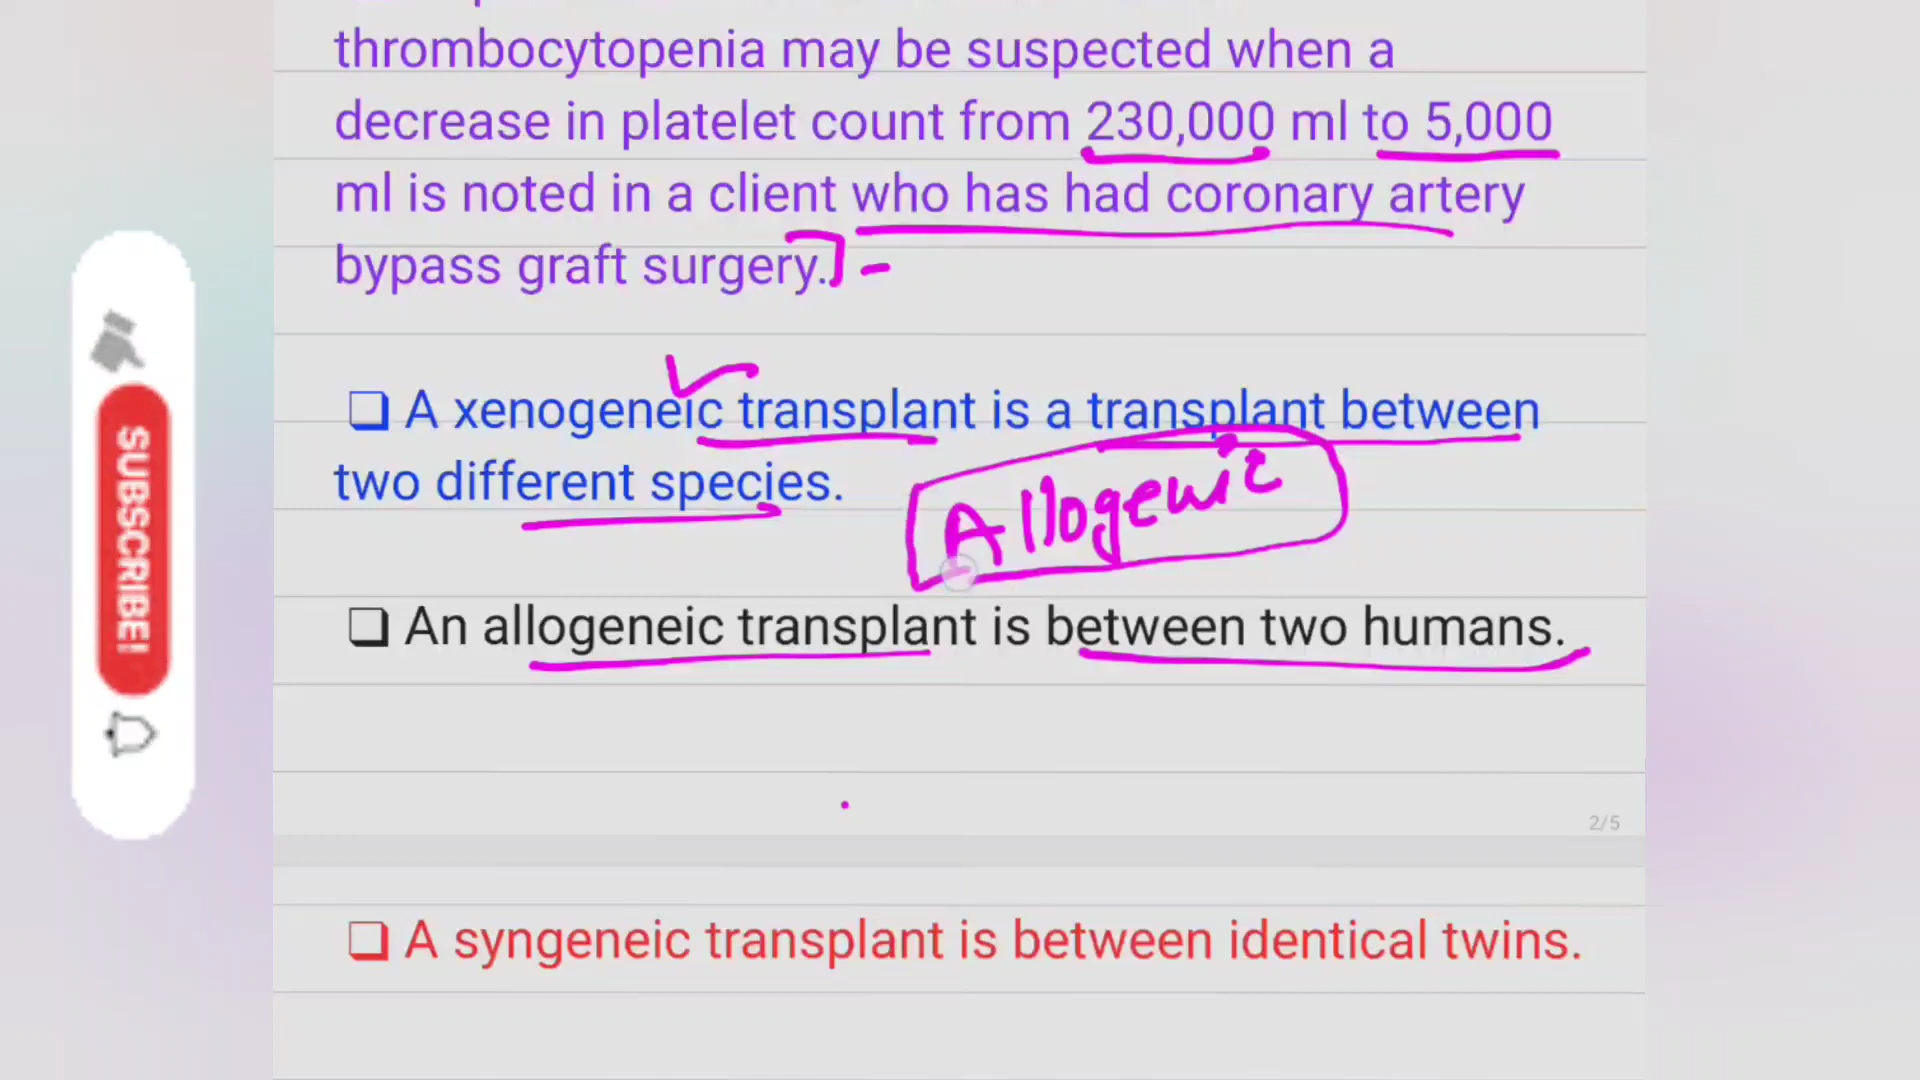 thrombocytopenia may be suspected when a
decrease in platelet count from 230,000 ml to 5,000
ml is noted in a client who has had coronary artery
bypass graft surgery.
❑ A xenogeneic transplant is a transplant between
two different species.
Allogenic
❑ An allogeneic transplant is between two humans.
2/5
❑ A syngeneic transplant is between identical twins.
SUBSCRIBE!